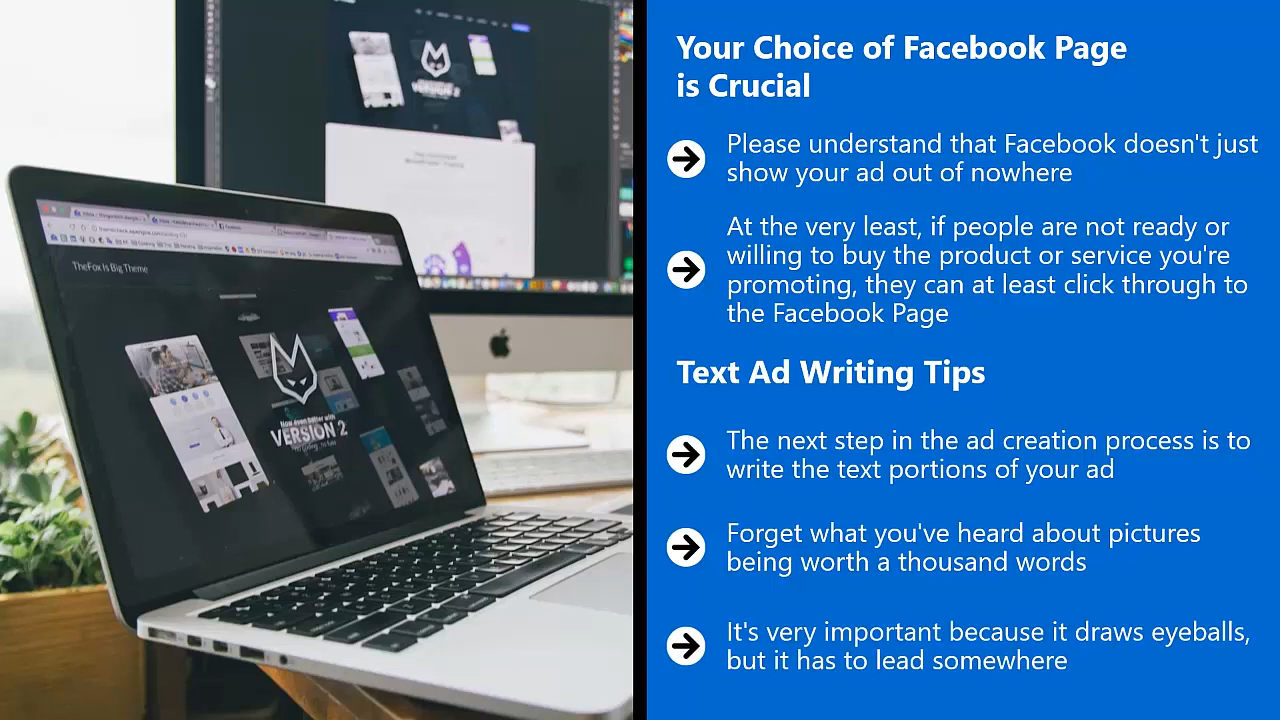 Your Choice of Facebook Page
is Crucial
Please understand that Facebook doesn't just
show your ad out of nowhere
At the very least, if people are not ready or
willing to buy the product or service you're
promoting, they can at least click through to
the Facebook Page
Text Ad Writing Tips
The next step in the ad creation process is to
write the text portions of your ad
Forget what you've heard about pictures
being worth a thousand words
It's very important because it draws eyeballs,
but it has to lead somewhere
VERSION 2
TheFox Is Big Theme
Now even better with
VERSION 2